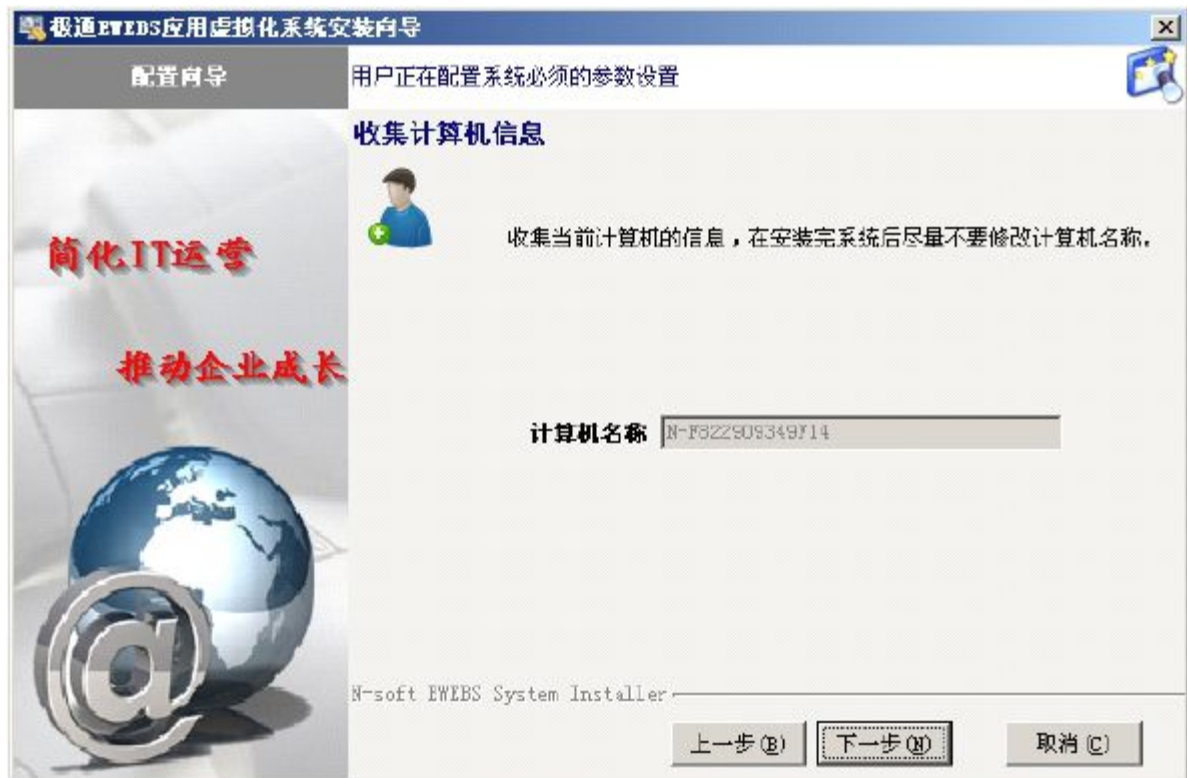 极通EWEBS应用虚拟化系统安装向导
配置向导
用户正在配置系统必须的参数设置
收集计算机信息
收集当前计算机的信息，在安装完系统后尽量不要修改计算机名称.
简化IT运营
推动企业成长
计算机名称 N-F822909349F14
@
N-soft EWEBS System Installer
上一步(B) 下一步(N) 取消(C)